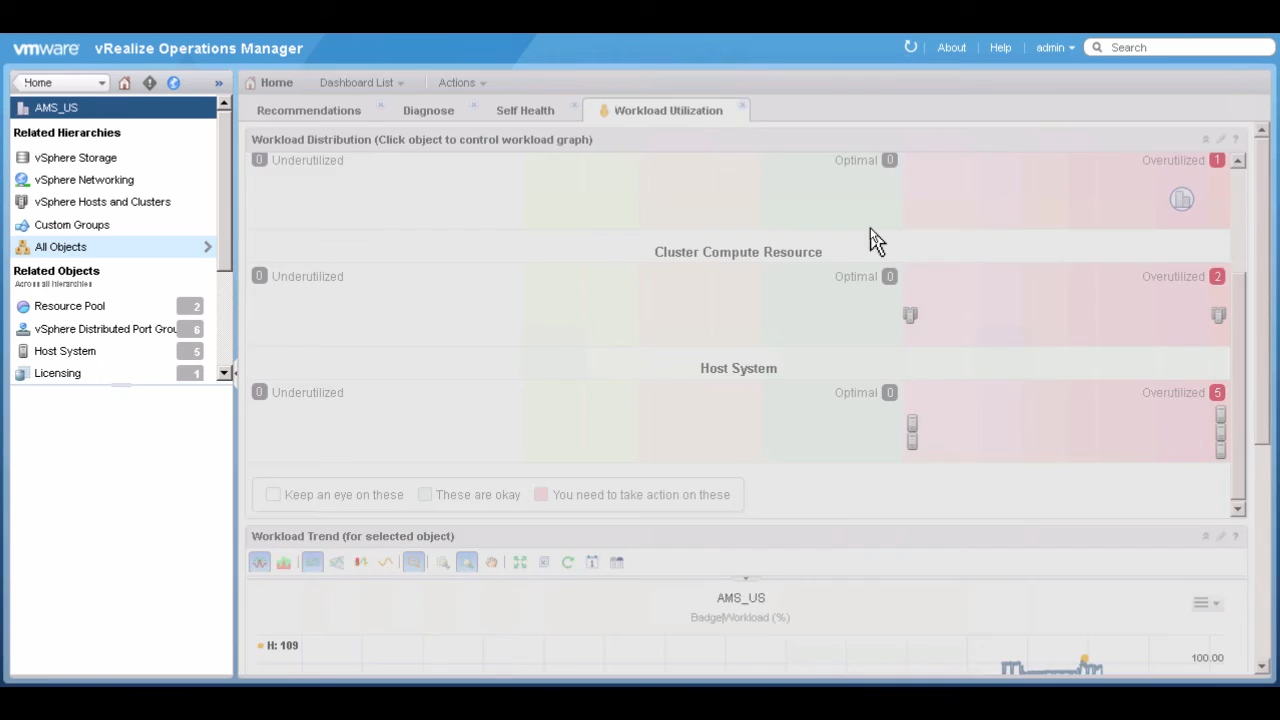 vmware vRealize Operations Manager About Help admin Search
Home Home Dashboard List Actions
AMS_US Recommendations Diagnose Self Health Workload Utilization
Related Hierarchies
vSphere Storage
vSphere Networking
vSphere Hosts and Clusters
Custom Groups
All Objects
Related Objects
Across all hierarchies
Resource Pool 2
vSphere Distributed Port Grou 6
Host System 5
Licensing 1
Workload Distribution (Click object to control workload graph)
0 Underutilized Optimal 0 Overutilized 1
Cluster Compute Resource
0 Underutilized Optimal 0 Overutilized 2
Host System
0 Underutilized Optimal 0 Overutilized 5
Keep an eye on these These are okay You need to take action on these
Workload Trend (for selected object)
AMS_US
Badge|Workload (%)
H: 109
100.00